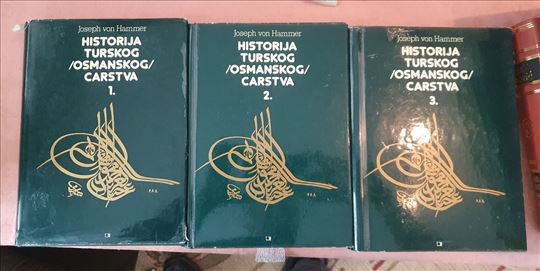 Joseph von Hammer
HISTORIJA
TURSKOG
/OSMANSKOG/
CARSTVA
1.
Joseph von Hammer
HISTORIJA
TURSKOG
/OSMANSKOG/
CARSTVA
2.
Joseph von Hammer
HISTORIJA
TURSKOG
/OSMANSKOG/
CARSTVA
3.